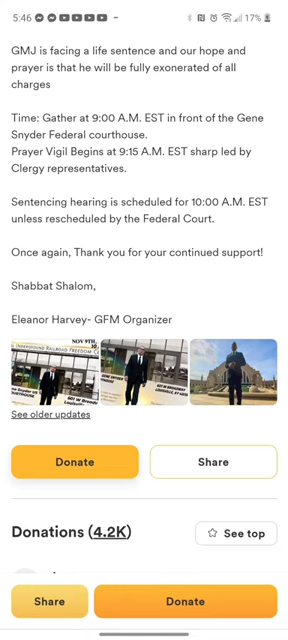 5:46
17%
GMJ is facing a life sentence and our hope and
prayer is that he will be fully exonerated of all
charges
Time: Gather at 9:00 A.M. EST in front of the Gene
Snyder Federal courthouse.
Prayer Vigil Begins at 9:15 A.M. EST sharp led by
Clergy representatives.
Sentencing hearing is scheduled for 10:00 A.M. EST
unless rescheduled by the Federal Court.
Once again, Thank you for your continued support!
Shabbat Shalom,
Eleanor Harvey- GFM Organizer
NOV 9TH,
See older updates
Donate
Share
Donations (4.2K)
See top
Share
Donate